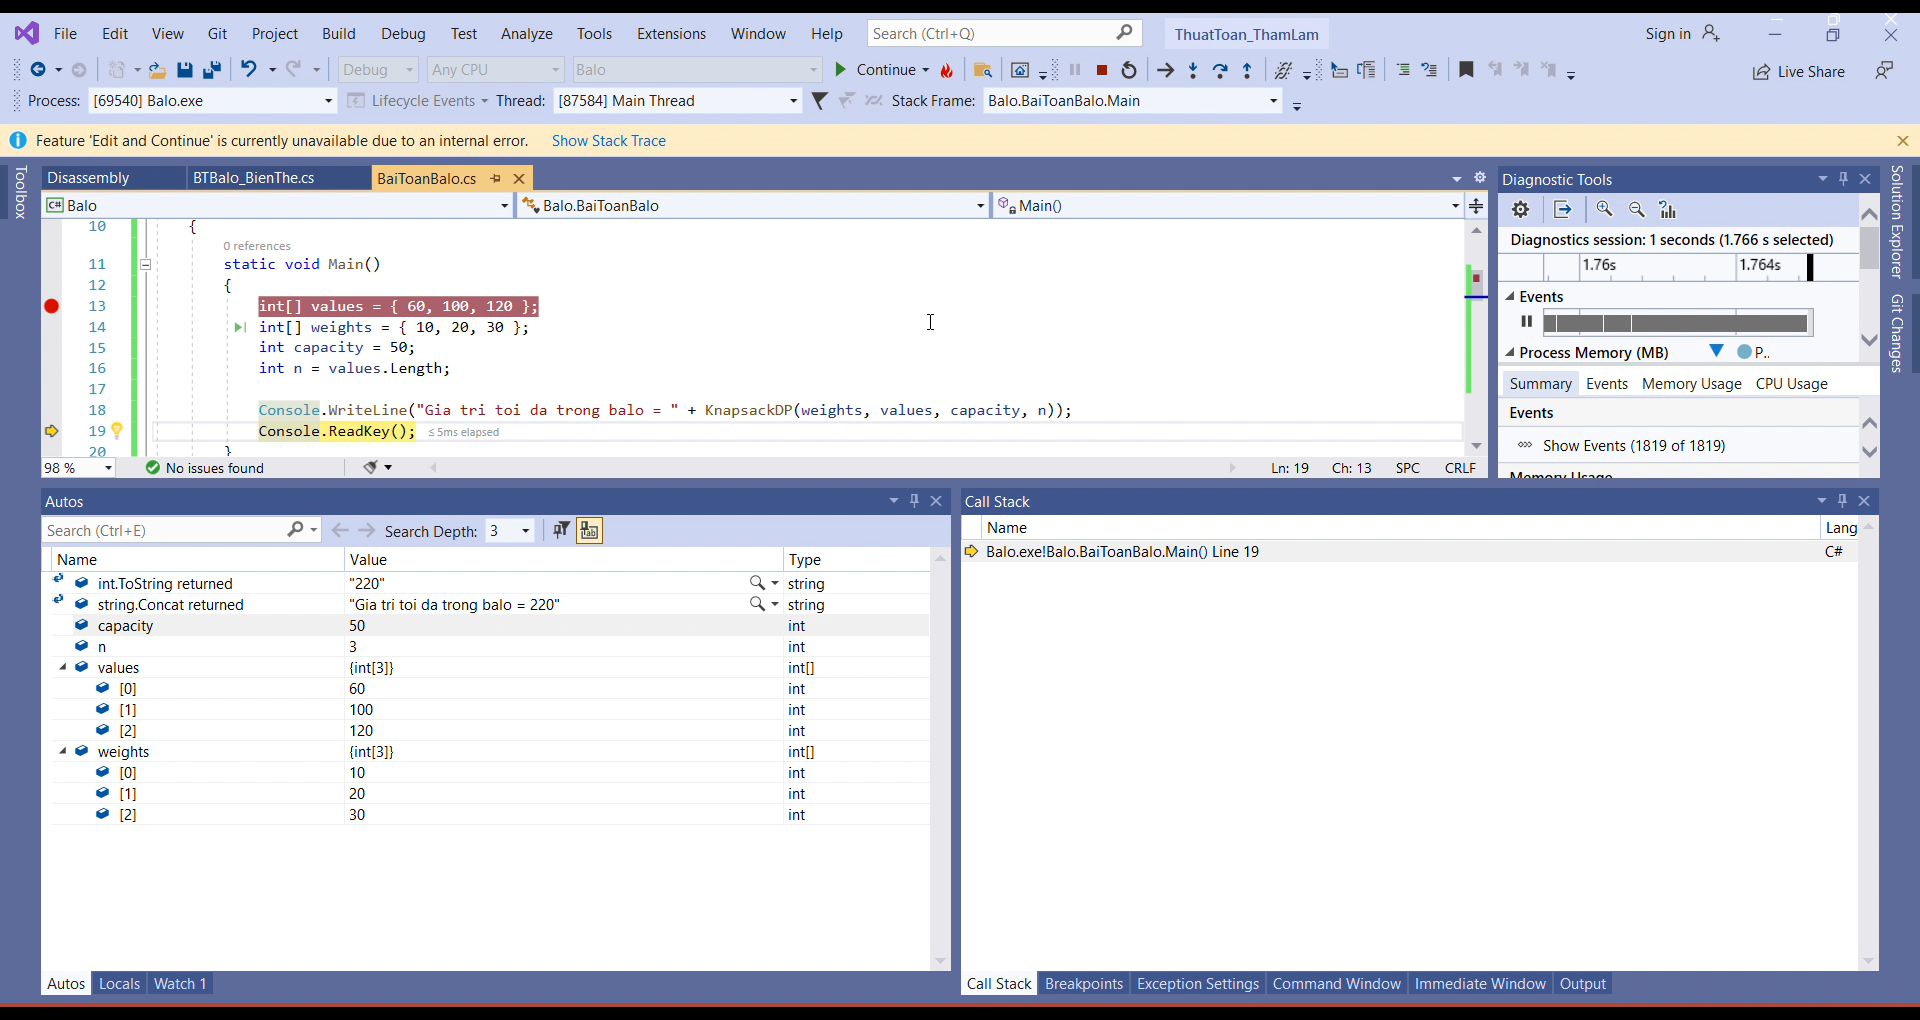 File Edit View Git Project Build Debug Test Analyze Tools Extensions Window Help Search (Ctrl+Q) ThuatToan_ThamLam Sign in
Debug Any CPU Balo Continue Live Share
Process: [69540] Balo.exe Lifecycle Events Thread: [87584] Main Thread Stack Frame: Balo.BaiToanBalo.Main
Feature 'Edit and Continue' is currently unavailable due to an internal error. Show Stack Trace
Toolbox
Disassembly BTBalo_BienThe.cs BaiToanBalo.cs
C# Balo Balo.BaiToanBalo Main()
10 {
0 references
11 static void Main()
12 {
13 int[] values = { 60, 100, 120 };
14 int[] weights = { 10, 20, 30 };
15 int capacity = 50;
16 int n = values.Length;
17
18 Console.WriteLine("Gia tri toi da trong balo = " + KnapsackDP(weights, values, capacity, n));
19 Console.ReadKey(); ≤5ms elapsed
20 }
98 % No issues found Ln: 19 Ch: 13 SPC CRLF
Diagnostic Tools
Diagnostics session: 1 seconds (1.766 s selected)
1.76s 1.764s
Events
Process Memory (MB) P..
Summary Events Memory Usage CPU Usage
Events
Show Events (1819 of 1819)
Memory Usage
Solution Explorer
Git Changes
Autos
Search (Ctrl+E) Search Depth: 3
Name Value Type
int.ToString returned "220" string
string.Concat returned "Gia tri toi da trong balo = 220" string
capacity 50 int
n 3 int
values {int[3]} int[]
[0] 60 int
[1] 100 int
[2] 120 int
weights {int[3]} int[]
[0] 10 int
[1] 20 int
[2] 30 int
Autos Locals Watch 1
Call Stack
Name Lang
Balo.exe!Balo.BaiToanBalo.Main() Line 19 C#
Call Stack Breakpoints Exception Settings Command Window Immediate Window Output